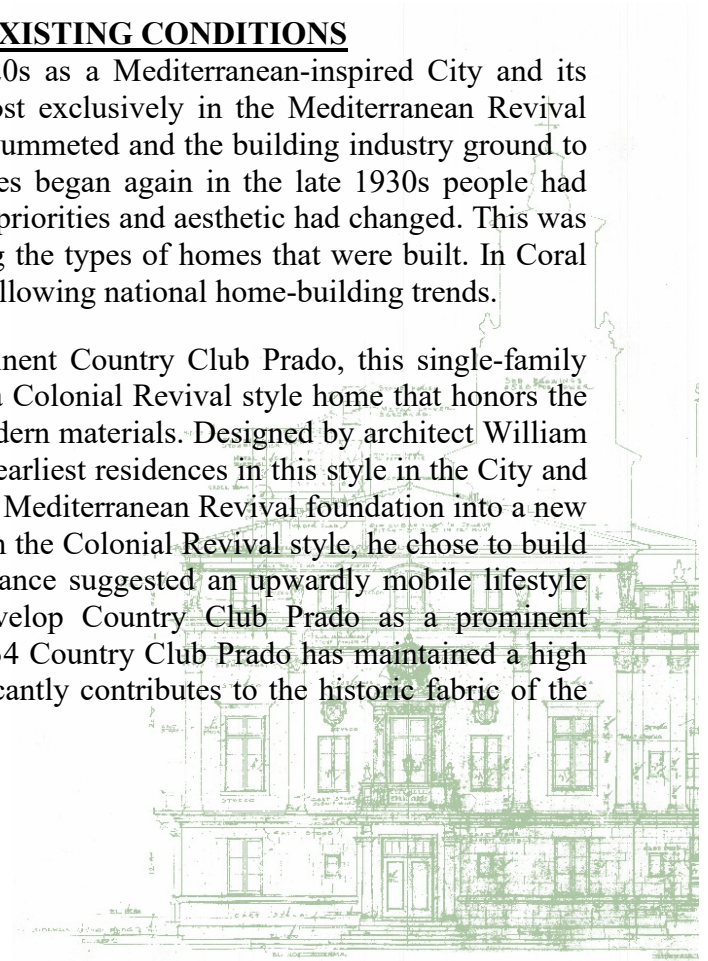 XISTING CONDITIONS
0s as a Mediterranean-inspired City and its
ost exclusively in the Mediterranean Revival
ummeted and the building industry ground to
es began again in the late 1930s people had
priorities and aesthetic had changed. This was
g the types of homes that were built. In Coral
llowing national home-building trends.
inent Country Club Prado, this single-family
a Colonial Revival style home that honors the
dern materials. Designed by architect William
earliest residences in this style in the City and
Mediterranean Revival foundation into a new
n the Colonial Revival style, he chose to build
ance suggested an upwardly mobile lifestyle
velop Country Club Prado as a prominent
34 Country Club Prado has maintained a high
cantly contributes to the historic fabric of the
STUCCO
STUCCO
CAST STONE